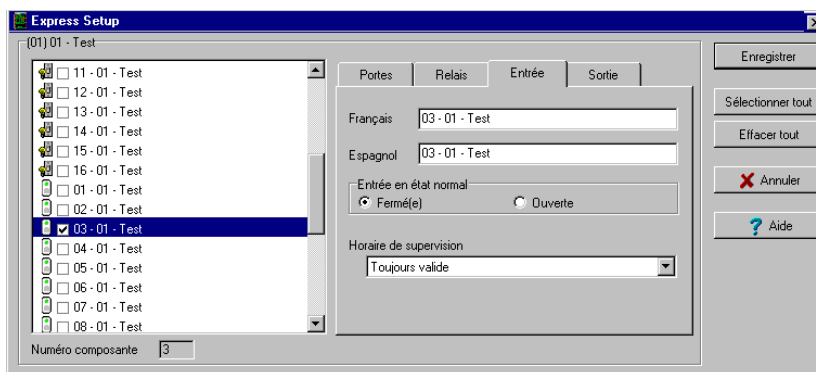 Express Setup
(01) 01 - Test
11 - 01 - Test
12 - 01 - Test
13 - 01 - Test
14 - 01 - Test
15 - 01 - Test
16 - 01 - Test
01 - 01 - Test
02 - 01 - Test
03 - 01 - Test
04 - 01 - Test
05 - 01 - Test
06 - 01 - Test
07 - 01 - Test
08 - 01 - Test
Numéro composante 3
Portes Relais Entrée Sortie
Français 03 - 01 - Test
Espagnol 03 - 01 - Test
Entrée en état normal
Fermé(e) Ouverte
Horaire de supervision
Toujours valide
Enregistrer
Sélectionner tout
Effacer tout
Annuler
? Aide